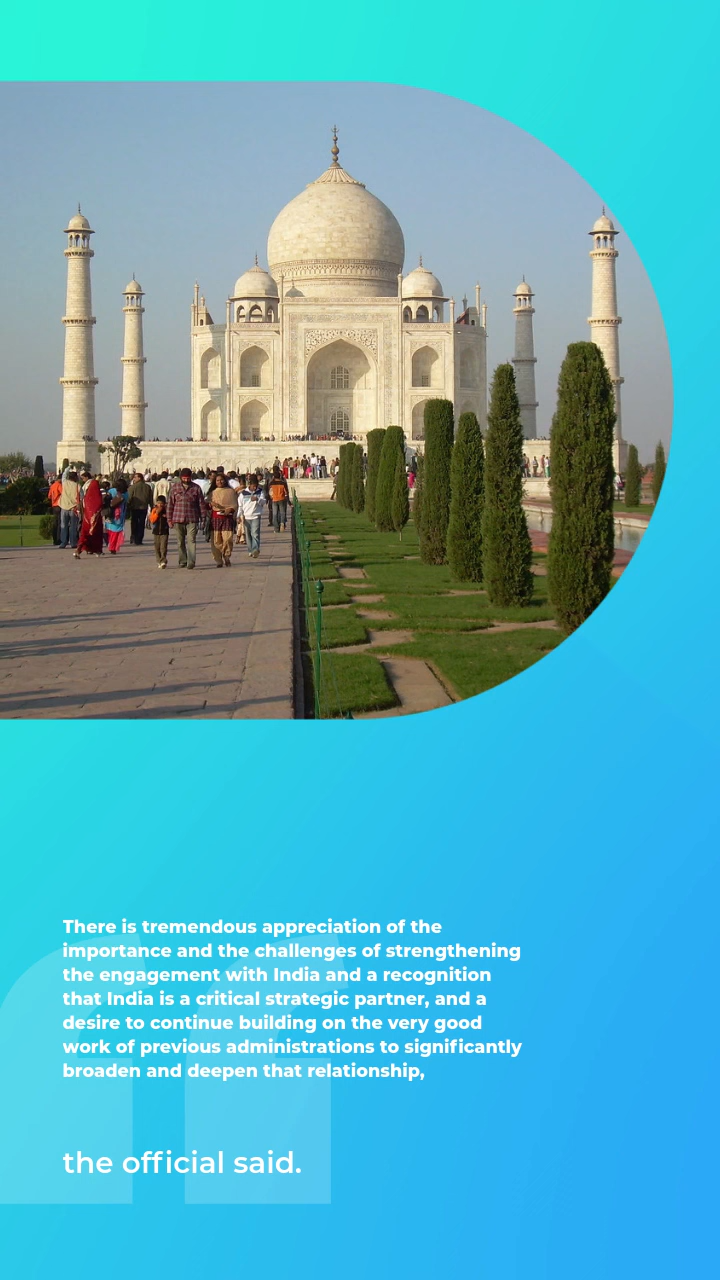 There is tremendous appreciation of the
importance and the challenges of strengthening
the engagement with India and a recognition
that India is a critical strategic partner, and a
desire to continue building on the very good
work of previous administrations to significantly
broaden and deepen that relationship,
the official said.